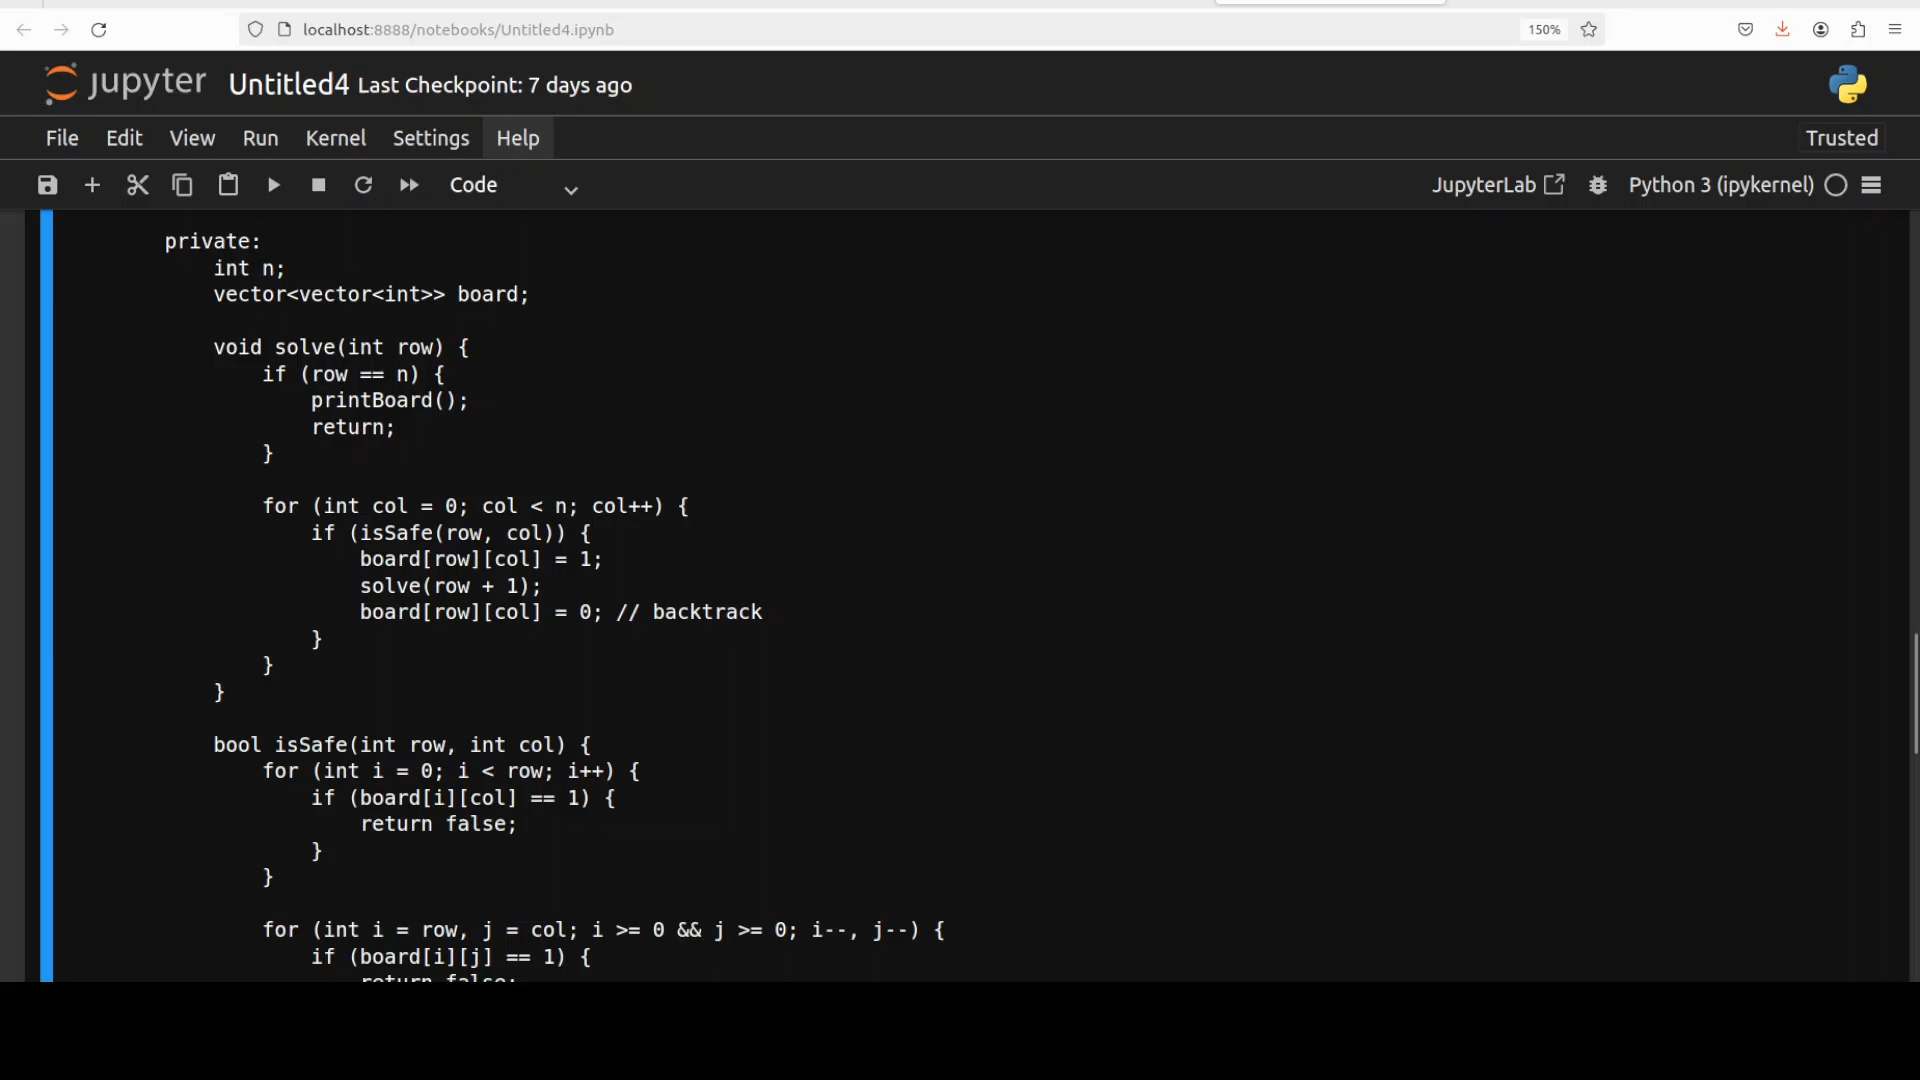 localhost:8888/notebooks/Untitled4.ipynb
150%
jupyter Untitled4 Last Checkpoint: 7 days ago
File Edit View Run Kernel Settings Help
Trusted
Code
JupyterLab
Python 3 (ipykernel)
private:
int n;
vector<vector<int>> board;
void solve(int row) {
if (row == n) {
printBoard();
return;
}
for (int col = 0; col < n; col++) {
if (isSafe(row, col)) {
board[row][col] = 1;
solve(row + 1);
board[row][col] = 0; // backtrack
}
}
}
bool isSafe(int row, int col) {
for (int i = 0; i < row; i++) {
if (board[i][col] == 1) {
return false;
}
}
for (int i = row, j = col; i >= 0 && j >= 0; i--, j--) {
if (board[i][j] == 1) {
return false;